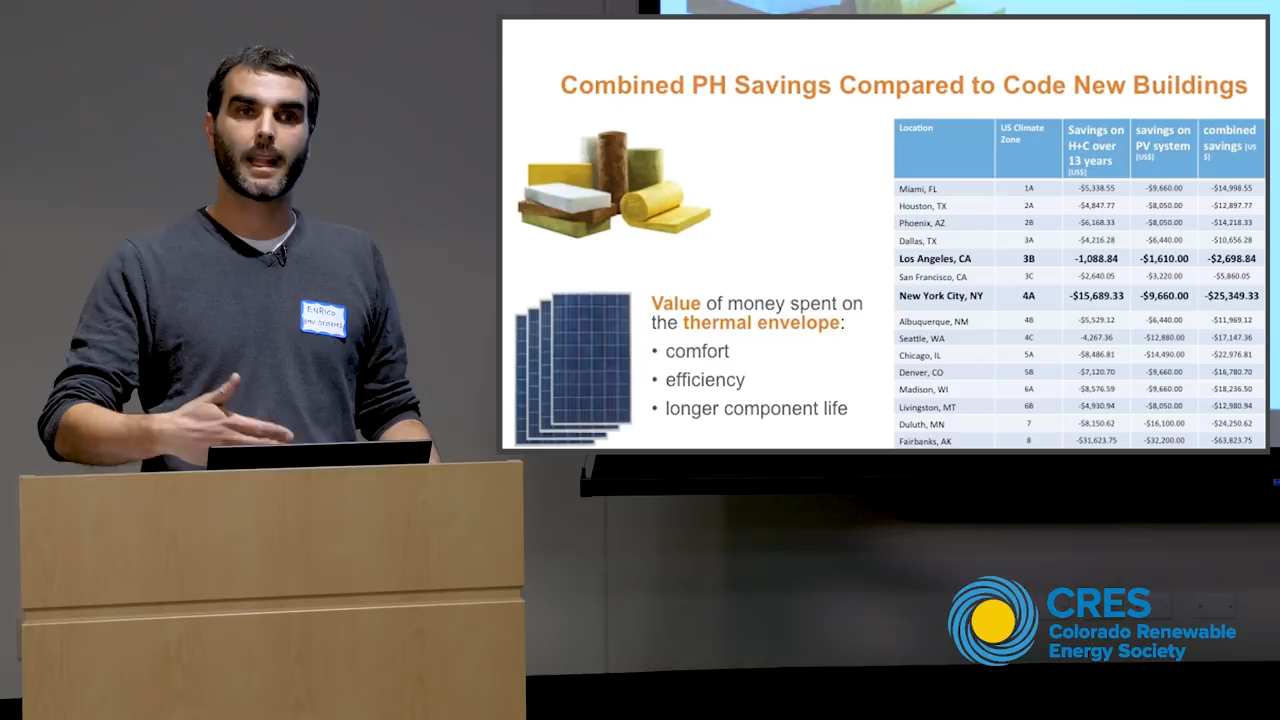 Combined PH Savings Compared to Code New Buildings
Location US Climate Zone Savings on H+C over 13 years [US$] savings on PV system [US$] combined savings [US$]
Miami, FL 1A -$5,338.55 -$9,660.00 -$14,998.55
Houston, TX 2A -$4,847.77 -$8,050.00 -$12,897.77
Phoenix, AZ 2B -$6,168.33 -$8,050.00 -$14,218.33
Dallas, TX 3A -$4,216.28 -$6,440.00 -$10,656.28
Los Angeles, CA 3B -1,088.84 -$1,610.00 -$2,698.84
San Francisco, CA 3C -$2,640.05 -$3,220.00 -$5,860.05
New York City, NY 4A -$15,689.33 -$9,660.00 -$25,349.33
Albuquerque, NM 4B -$5,529.12 -$6,440.00 -$11,969.12
Seattle, WA 4C -4,267.36 -$12,880.00 -$17,147.36
Chicago, IL 5A -$8,486.81 -$14,490.00 -$22,976.81
Denver, CO 5B -$7,120.70 -$9,660.00 -$16,780.70
Madison, WI 6A -$8,576.59 -$9,660.00 -$18,236.50
Livingston, MT 6B -$4,930.94 -$8,050.00 -$12,980.94
Duluth, MN 7 -$8,150.62 -$16,100.00 -$24,250.62
Fairbanks, AK 8 -$31,623.75 -$32,200.00 -$63,823.75
Value of money spent on
the thermal envelope:
• comfort
• efficiency
• longer component life
ENRICO
EMU SYSTEMS
CRES
Colorado Renewable
Energy Society